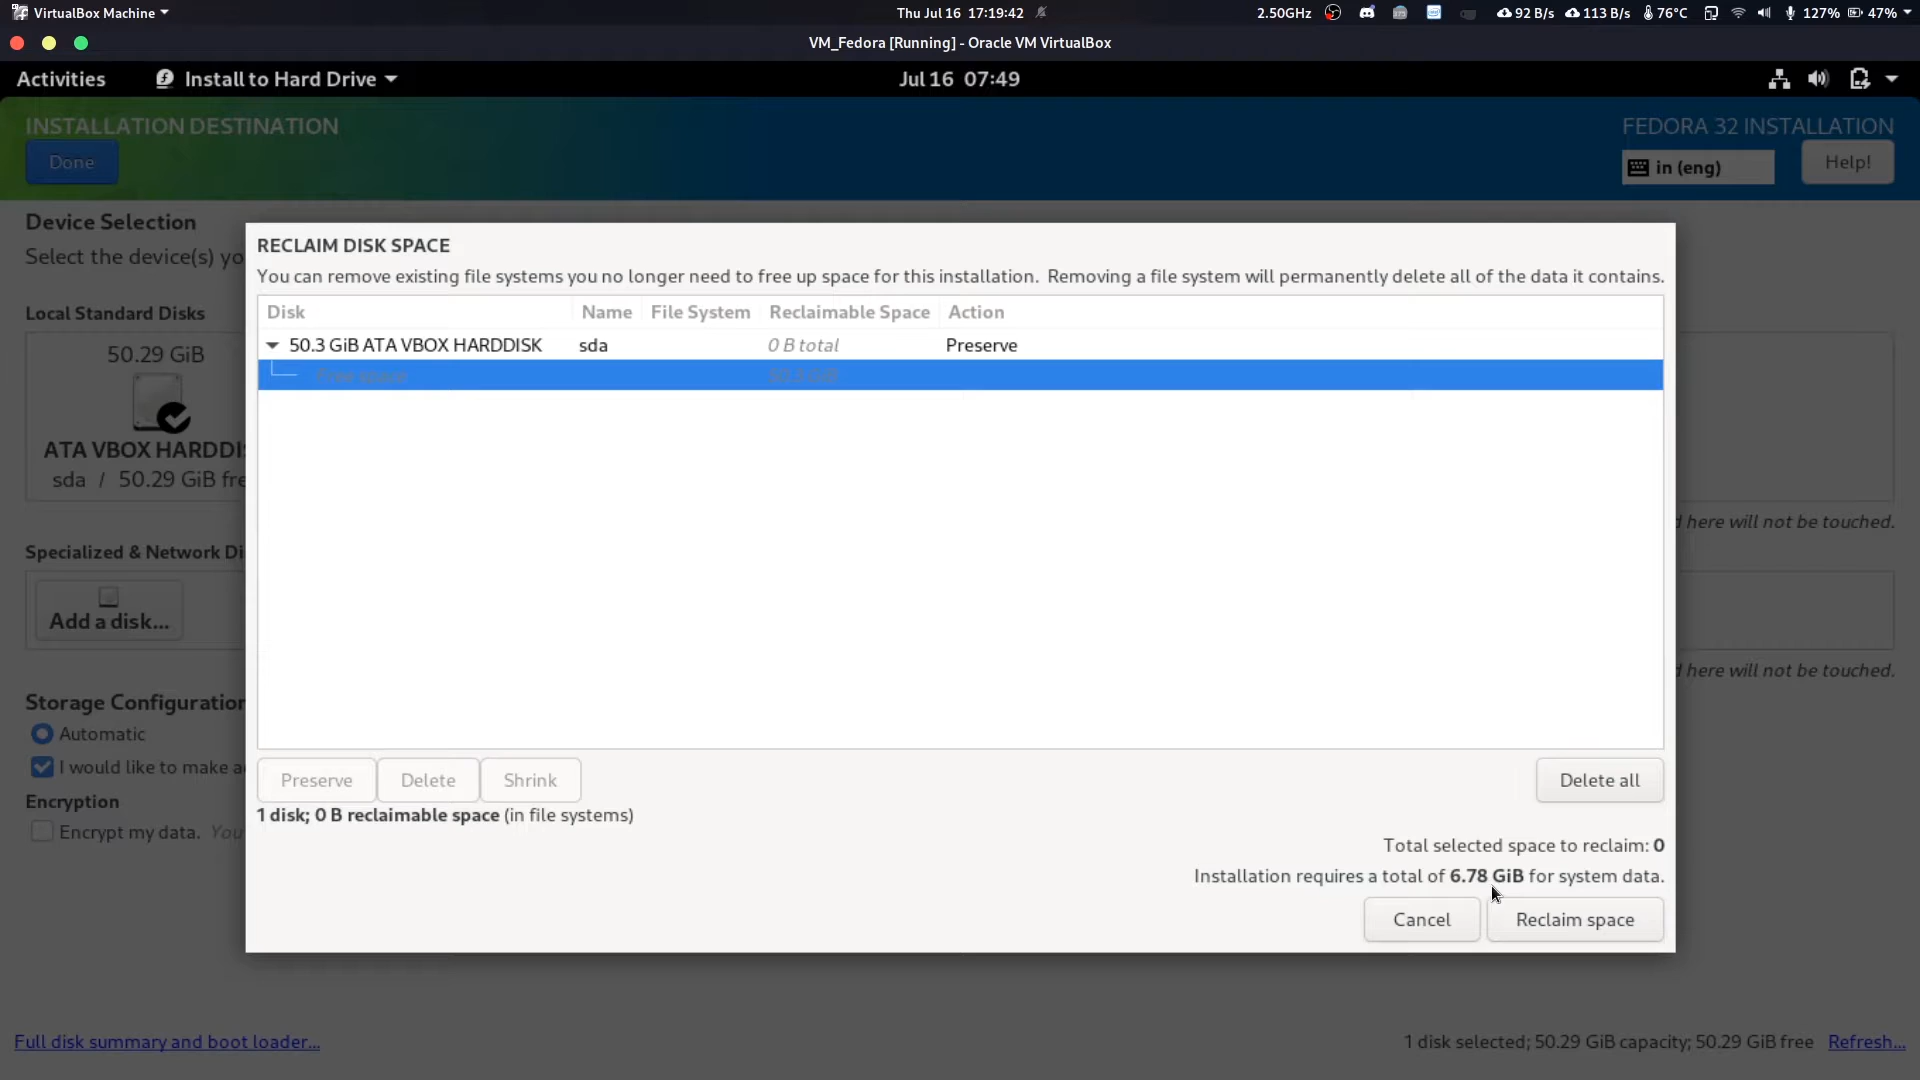 VirtualBox Machine
Thu Jul 16 17:19:42
2.50GHz
92 B/s
113 B/s
76°C
127%
47%
VM_Fedora [Running] - Oracle VM VirtualBox
Activities
Install to Hard Drive
Jul 16 07:49
INSTALLATION DESTINATION
FEDORA 32 INSTALLATION
Done
in (eng)
Help!
Device Selection
Select the device(s) yo
Local Standard Disks
50.29 GiB
ATA VBOX HARDDI
sda / 50.29 GiB fre
d here will not be touched.
Specialized & Network Di
Add a disk...
d here will not be touched.
Storage Configuration
Automatic
I would like to make a
Encryption
Encrypt my data. You
RECLAIM DISK SPACE
You can remove existing file systems you no longer need to free up space for this installation. Removing a file system will permanently delete all of the data it contains.
Disk Name File System Reclaimable Space Action
50.3 GiB ATA VBOX HARDDISK sda 0 B total Preserve
Free space 50.3 GiB
Preserve Delete Shrink
Delete all
1 disk; 0 B reclaimable space (in file systems)
Total selected space to reclaim: 0
Installation requires a total of 6.78 GiB for system data.
Cancel Reclaim space
Full disk summary and boot loader...
1 disk selected; 50.29 GiB capacity; 50.29 GiB free Refresh...